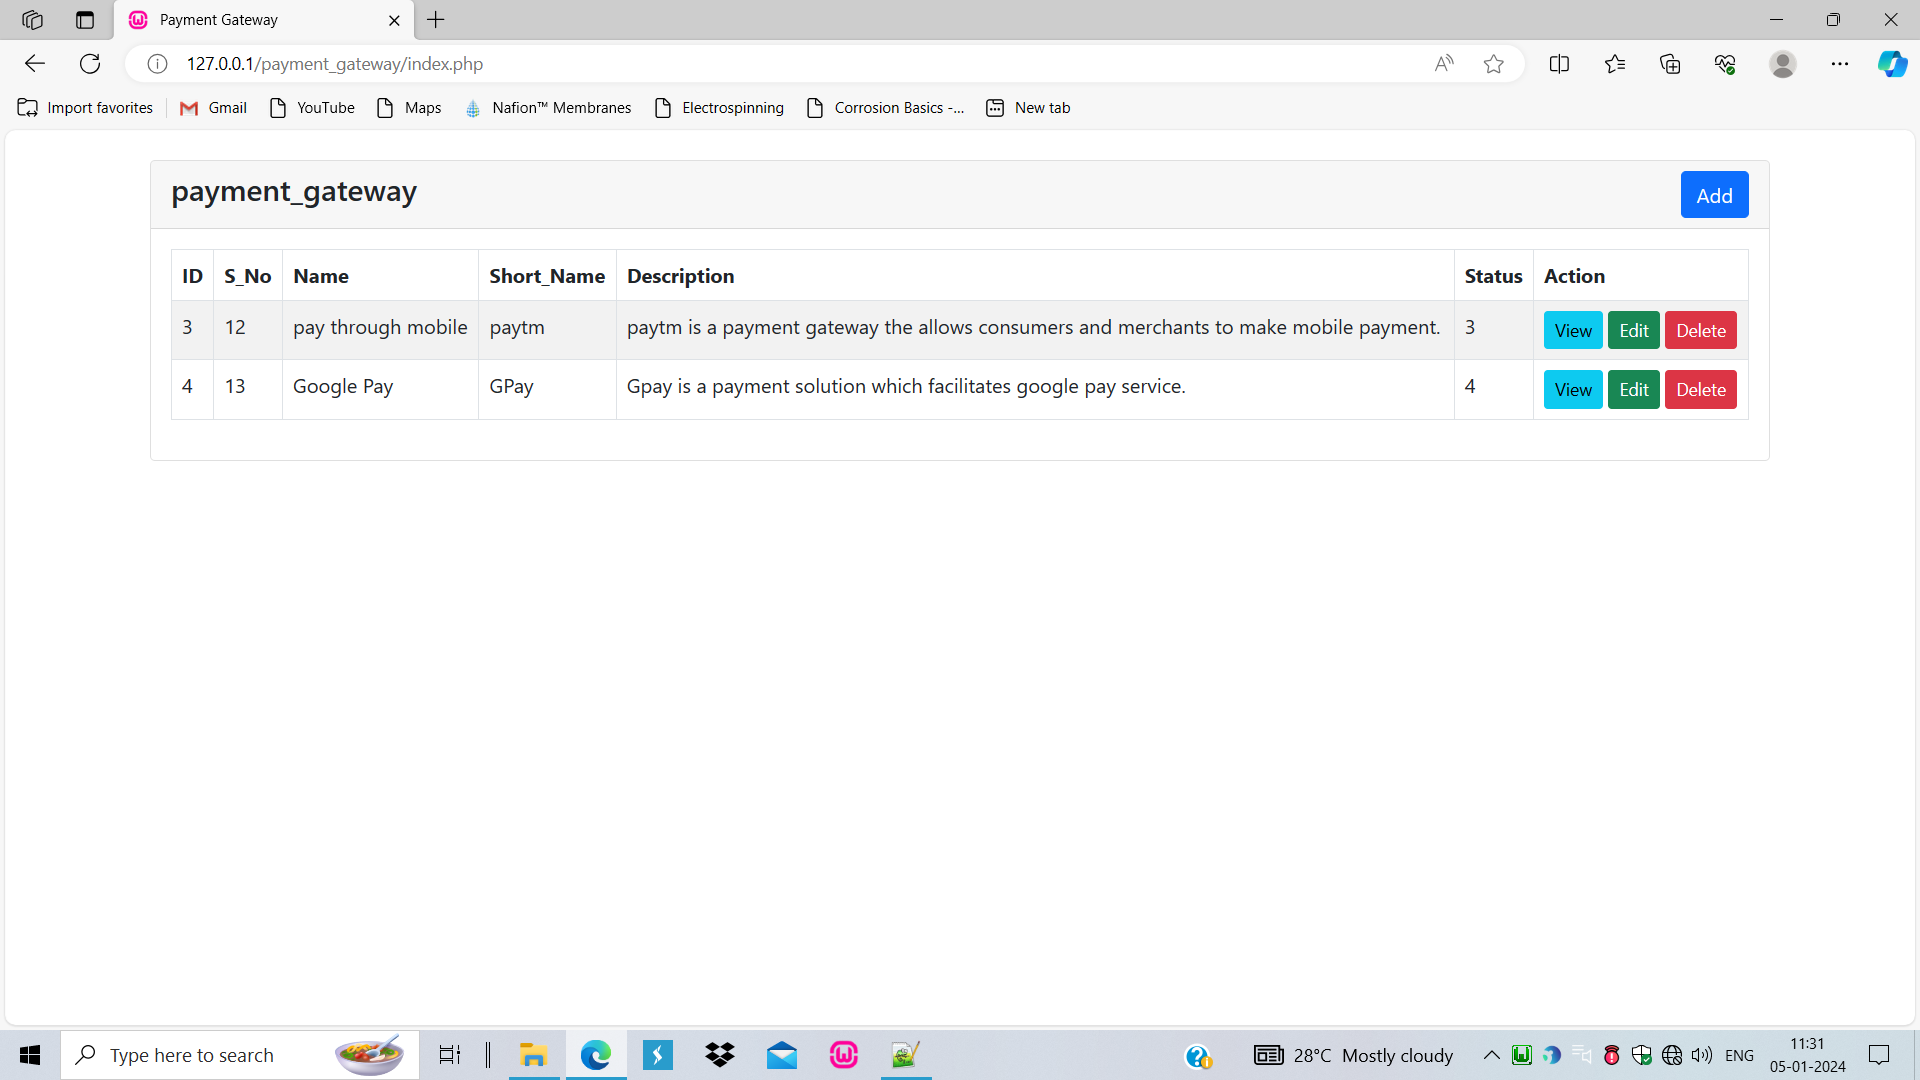 Payment Gateway
127.0.0.1/payment_gateway/index.php
Import favorites Gmail YouTube Maps Nafion™ Membranes Electrospinning Corrosion Basics -... New tab
payment_gateway Add
ID S_No Name Short_Name Description Status Action
3 12 pay through mobile paytm paytm is a payment gateway the allows consumers and merchants to make mobile payment. 3 View Edit Delete
4 13 Google Pay GPay Gpay is a payment solution which facilitates google pay service. 4 View Edit Delete
Type here to search 28°C Mostly cloudy ENG 11:31
05-01-2024